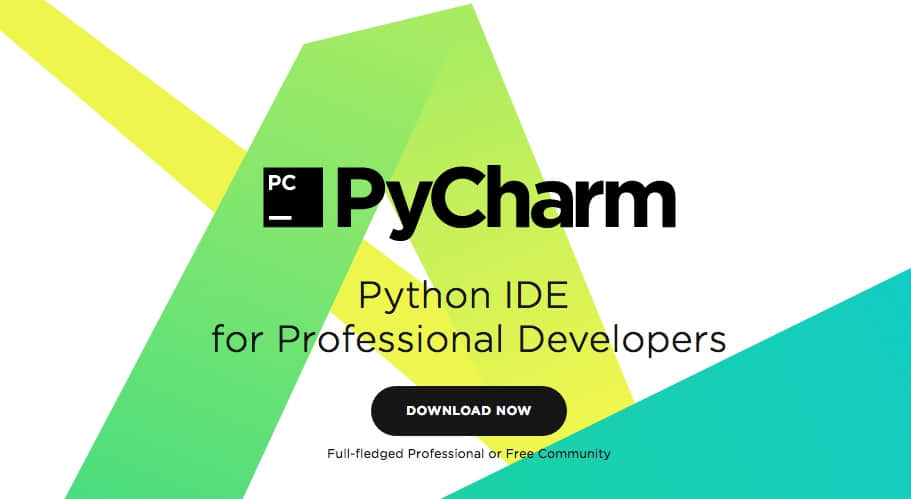 PC
PyCharm
Python IDE
for Professional Developers
DOWNLOAD NOW
Full-fledged Professional or Free Community